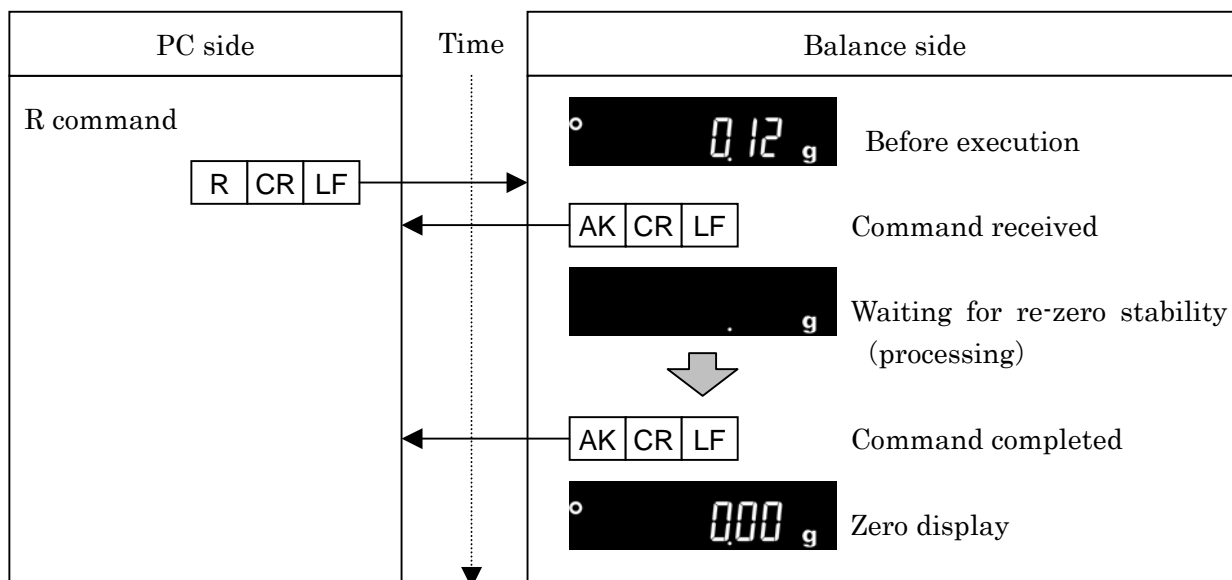 PC side
Time
Balance side
R command
0.12 g
Before execution
R CR LF
AK CR LF
Command received
. g
Waiting for re-zero stability
(processing)
AK CR LF
Command completed
0.00 g
Zero display